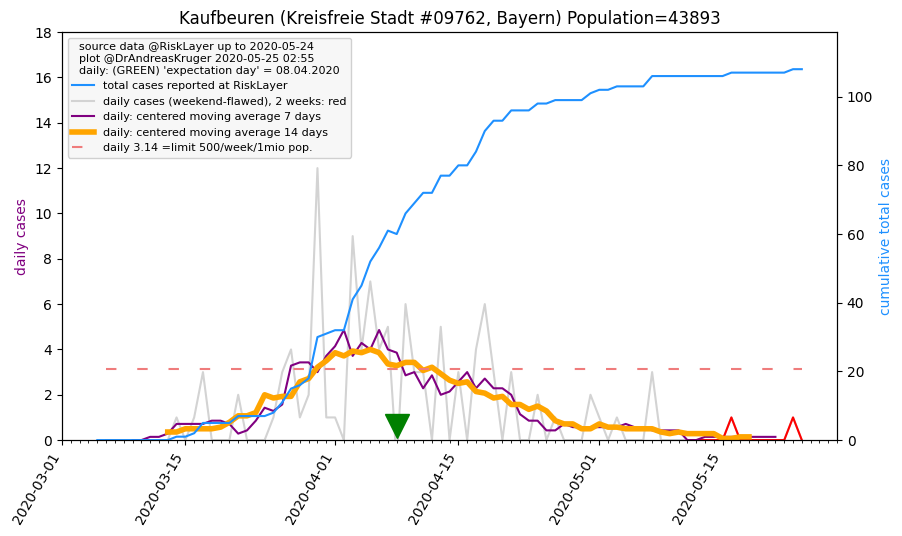 Kaufbeuren (Kreisfreie Stadt #09762, Bayern) Population=43893
source data @RiskLayer up to 2020-05-24
plot @DrAndreasKruger 2020-05-25 02:55
daily: (GREEN) 'expectation day' = 08.04.2020
total cases reported at RiskLayer
daily cases (weekend-flawed), 2 weeks: red
daily: centered moving average 7 days
daily: centered moving average 14 days
daily 3.14 =limit 500/week/1mio pop.
daily cases
18
16
14
12
10
8
6
4
2
0
cumulative total cases
100
80
60
40
20
0
2020-03-01
2020-03-15
2020-04-01
2020-04-15
2020-05-01
2020-05-15